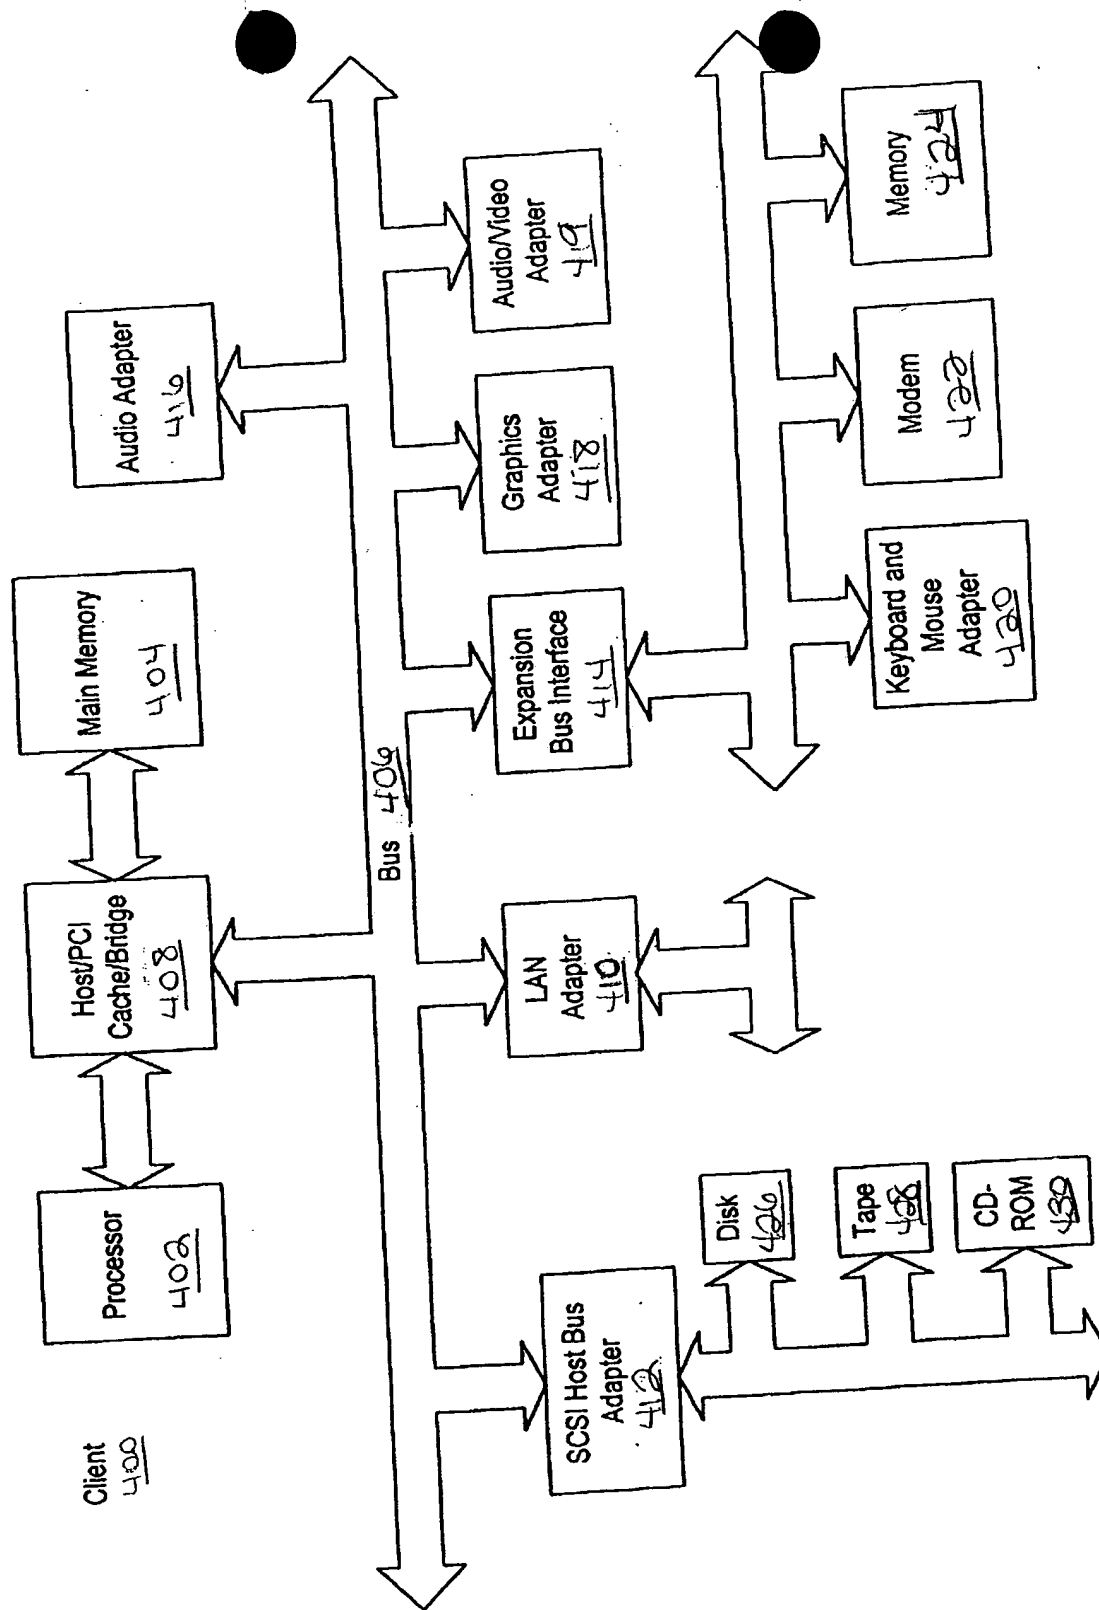 Client
400
Processor
402
Host/PCI
Cache/Bridge
408
Main Memory
404
Audio Adapter
416
Bus 406
SCSI Host Bus
Adapter
412
LAN
Adapter
410
Expansion
Bus Interface
414
Graphics
Adapter
418
Audio/Video
Adapter
419
Disk
426
Tape
428
CD-
ROM
430
Keyboard and
Mouse
Adapter
420
Modem
422
Memory
424